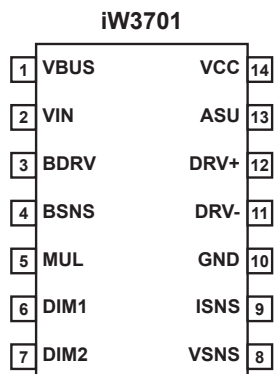 iW3701
1 VBUS VCC 14
2 VIN ASU 13
3 BDRV DRV+ 12
4 BSNS DRV- 11
5 MUL GND 10
6 DIM1 ISNS 9
7 DIM2 VSNS 8